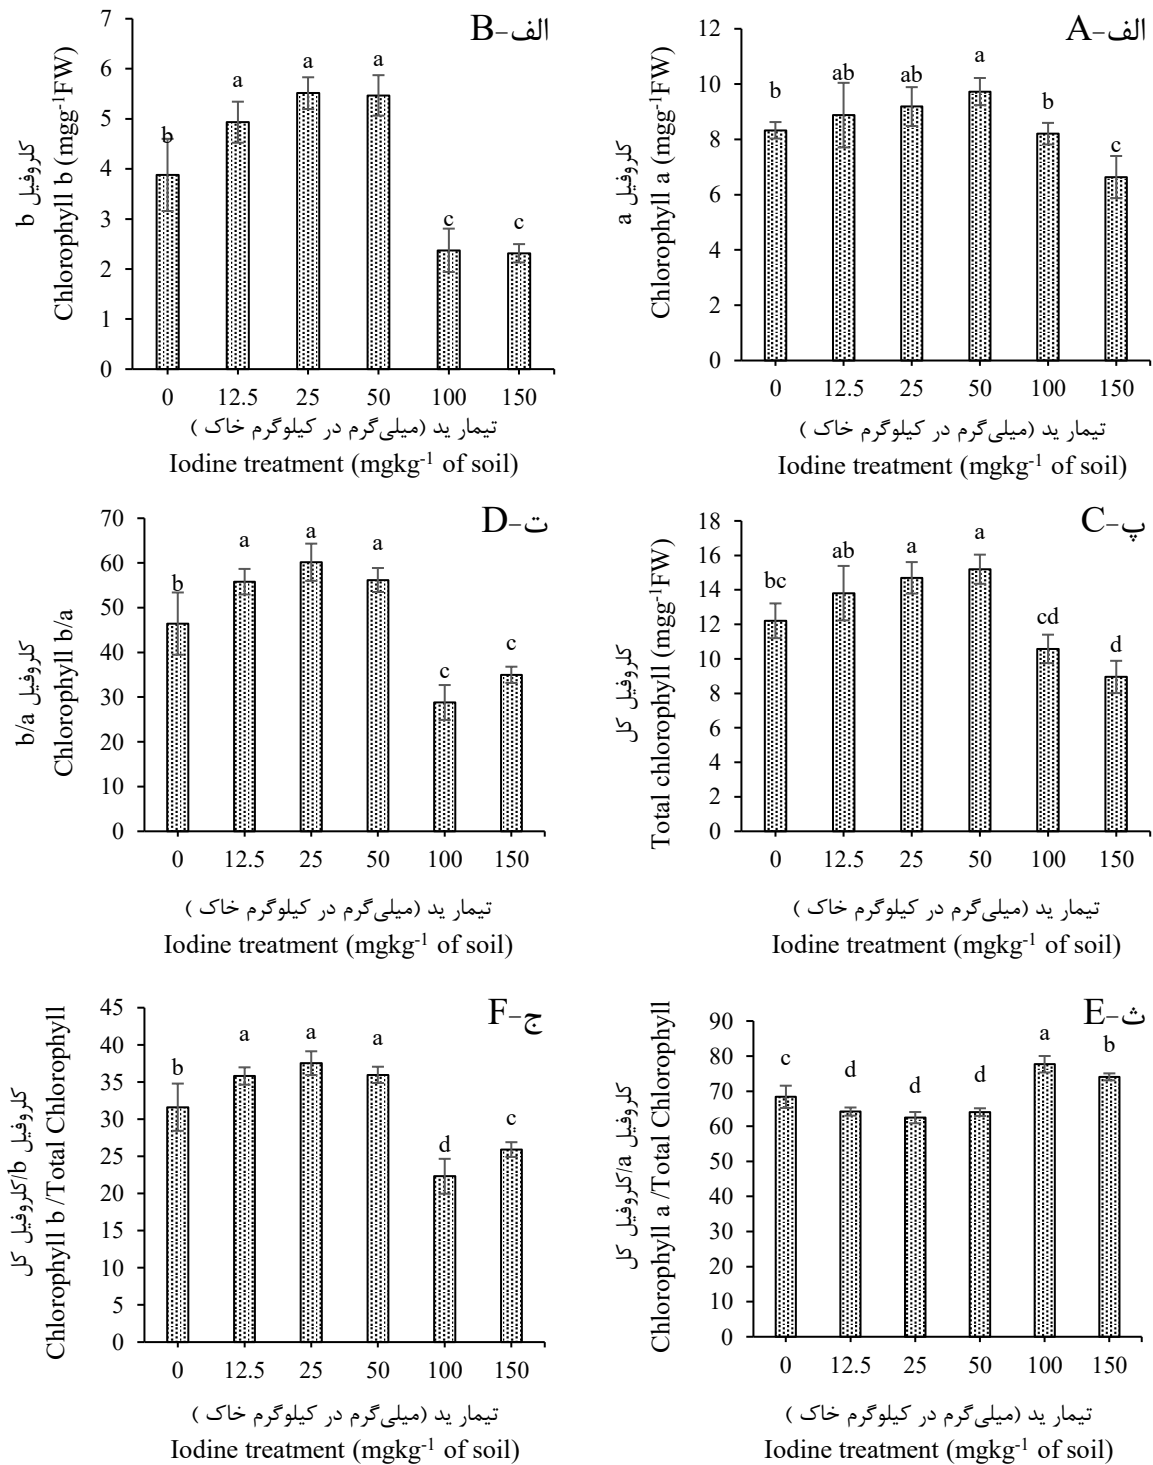 B-الف
کلروفیل b
Chlorophyll b (mgg-1FW)
7
6
5
4
3
2
1
0
b
a
a
a
c
c
0 12.5 25 50 100 150
تیمار ید (میلی‌گرم در کیلوگرم خاک )
Iodine treatment (mgkg-1 of soil)
A-الف
کلروفیل a
Chlorophyll a (mgg-1FW)
12
10
8
6
4
2
0
b
ab
ab
a
b
c
0 12.5 25 50 100 150
تیمار ید (میلی‌گرم در کیلوگرم خاک )
Iodine treatment (mgkg-1 of soil)
D-ت
کلروفیل b/a
Chlorophyll b/a
70
60
50
40
30
20
10
0
b
a
a
a
c
c
0 12.5 25 50 100 150
تیمار ید (میلی‌گرم در کیلوگرم خاک )
Iodine treatment (mgkg-1 of soil)
C-پ
کلروفیل کل
Total chlorophyll (mgg-1FW)
18
16
14
12
10
8
6
4
2
0
bc
ab
a
a
cd
d
0 12.5 25 50 100 150
تیمار ید (میلی‌گرم در کیلوگرم خاک )
Iodine treatment (mgkg-1 of soil)
F-ج
کلروفیل b/کلروفیل کل
Chlorophyll b /Total Chlorophyll
45
40
35
30
25
20
15
10
5
0
b
a
a
a
d
c
0 12.5 25 50 100 150
تیمار ید (میلی‌گرم در کیلوگرم خاک )
Iodine treatment (mgkg-1 of soil)
E-ث
کلروفیل a/کلروفیل کل
Chlorophyll a /Total Chlorophyll
90
80
70
60
50
40
30
20
10
0
c
d
d
d
a
b
0 12.5 25 50 100 150
تیمار ید (میلی‌گرم در کیلوگرم خاک )
Iodine treatment (mgkg-1 of soil)